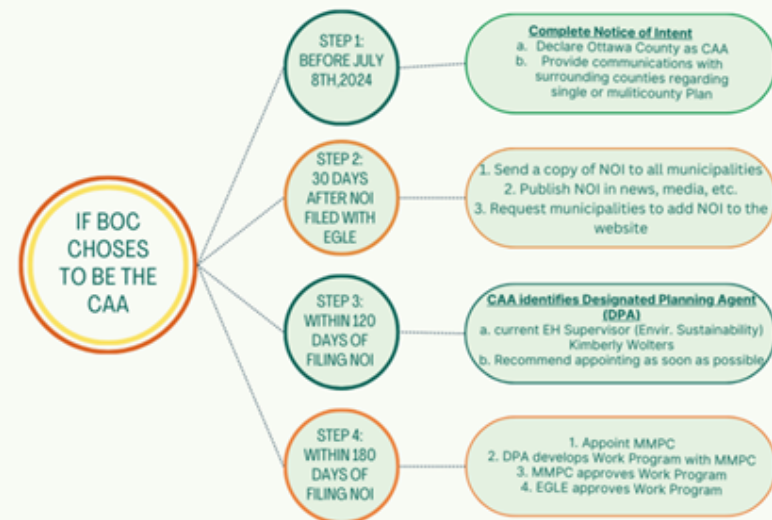 IF BOC
CHOSES
TO BE THE
CAA
STEP 1:
BEFORE JULY
8TH,2024
Complete Notice of Intent
a. Declare Ottawa County as CAA
b. Provide communications with
surrounding counties regarding
single or muliticounty Plan
STEP 2:
30 DAYS
AFTER NOI
FILED WITH
EGLE
1. Send a copy of NOI to all municipalities
2. Publish NOI in news, media, etc.
3. Request municipalities to add NOI to the
website
STEP 3:
WITHIN 120
DAYS OF
FILING NOI
CAA identifies Designated Planning Agent
(DPA)
a. current EH Supervisor (Envir. Sustainability)
Kimberly Wolters
b. Recommend appointing as soon as possible
STEP 4:
WITHIN 180
DAYS OF
FILING NOI
1. Appoint MMPC
2. DPA develops Work Program with MMPC
3. MMPC approves Work Program
4. EGLE approves Work Program